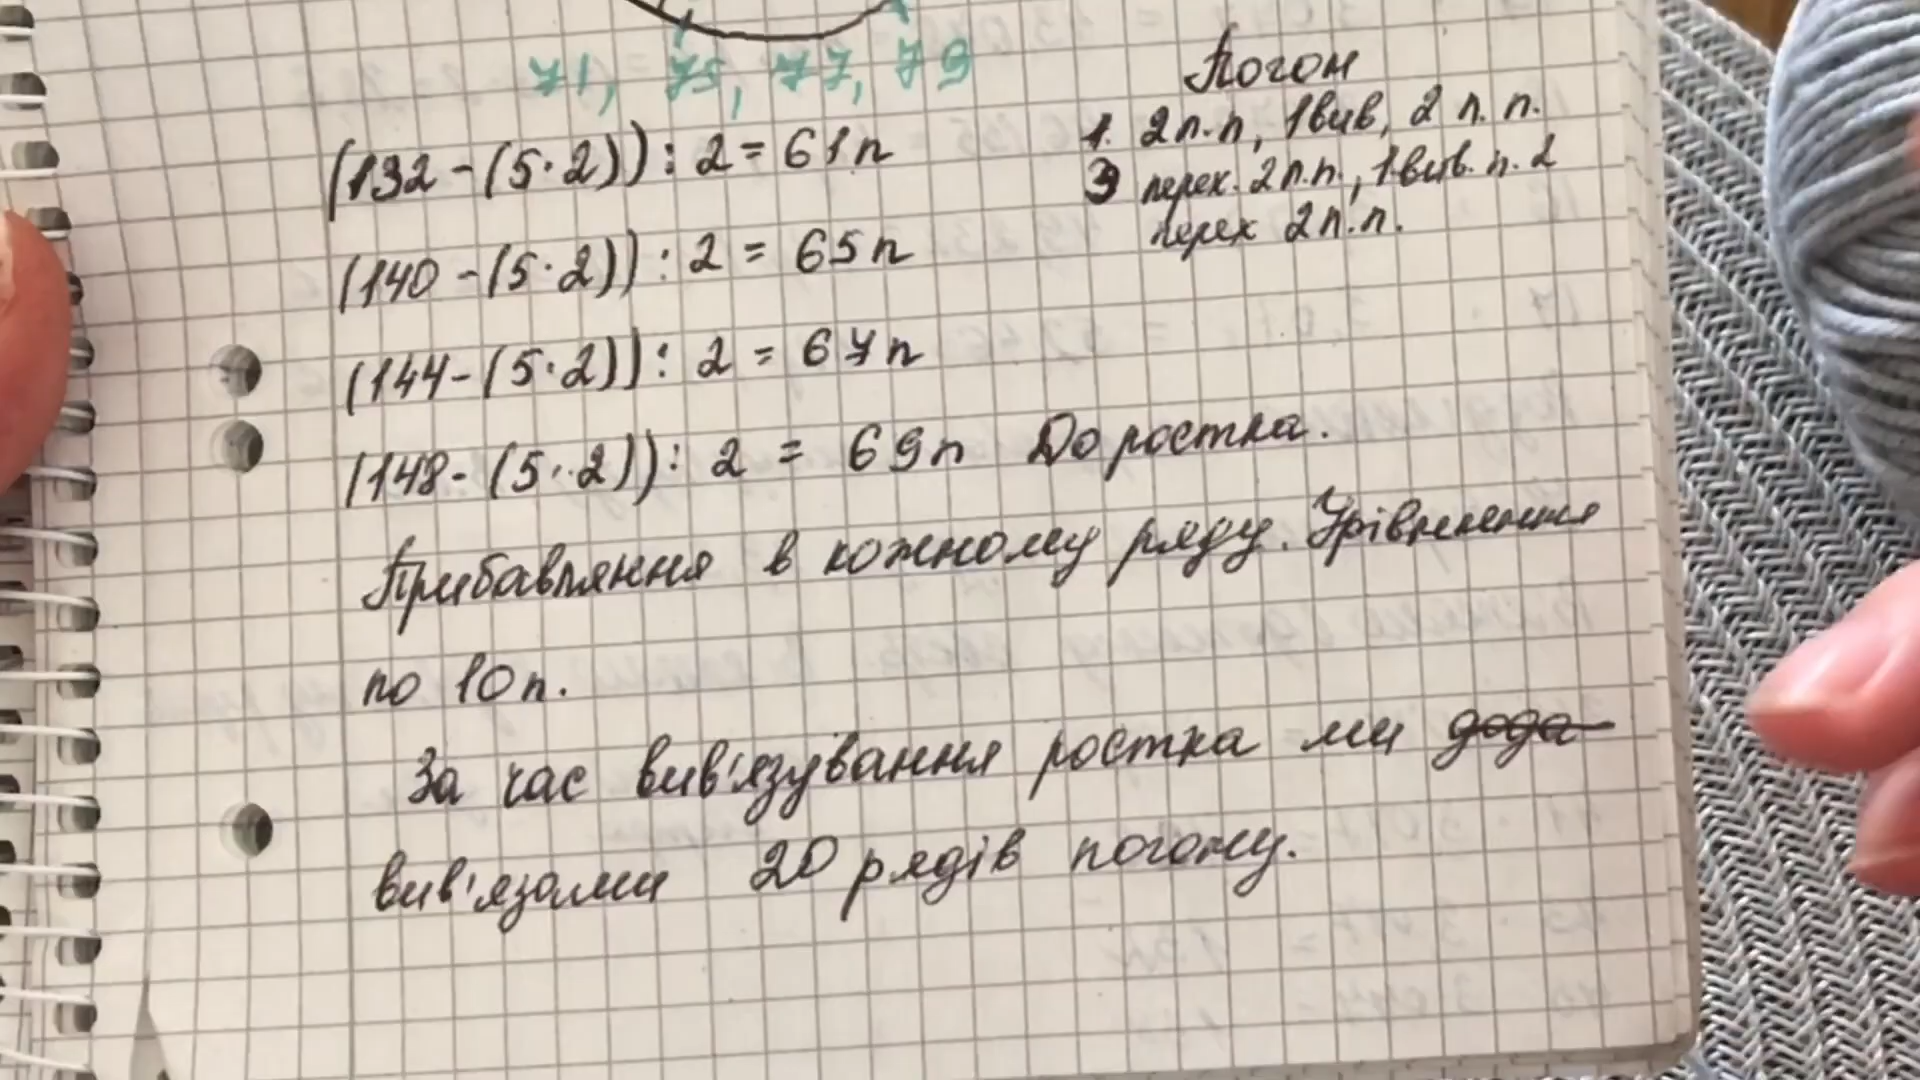 71, 75, 77, 79
(132-(5·2)):2=61п
(140-(5·2)):2=65п
(144-(5·2)):2=67п
(148-(5·2)):2=69п До ростка.
Прибавляння в кожному ряду. У рівненення
по 10п.
За час вив'язування ростка ми дода
вив'язали 20 рядів погону.
Погон
1. 2п.п, 1вив, 2 п. п.
3 перех. 2п.п., 1вив. п. 2
перех 2п.п.